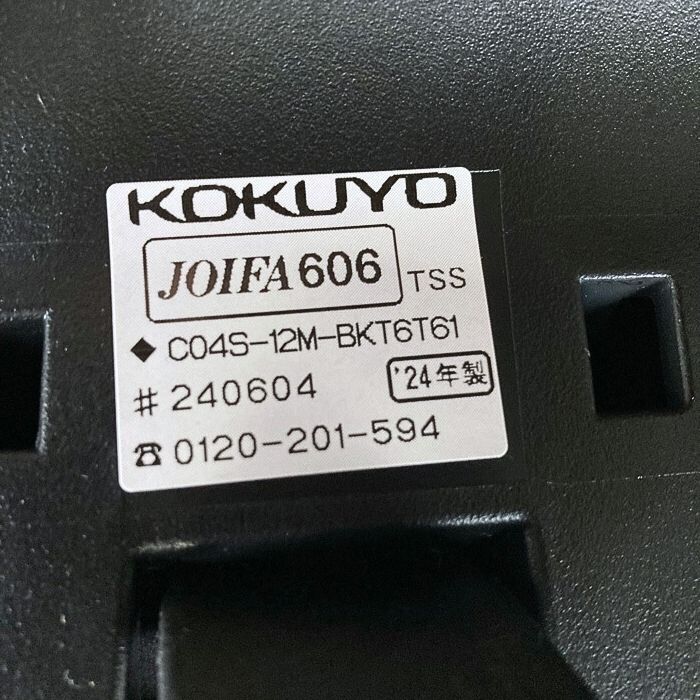 KOKUYO
JOIFA606 TSS
◆ C04S-12M-BKT6T61
# 240604 '24年製
☎ 0120-201-594